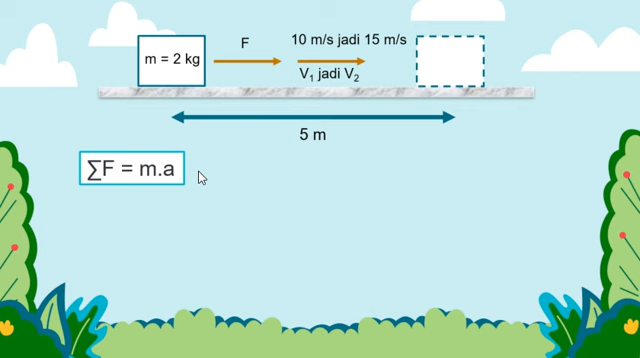 F
10 m/s jadi 15 m/s
m = 2 kg
V₁ jadi V₂
5 m
∑F = m.a